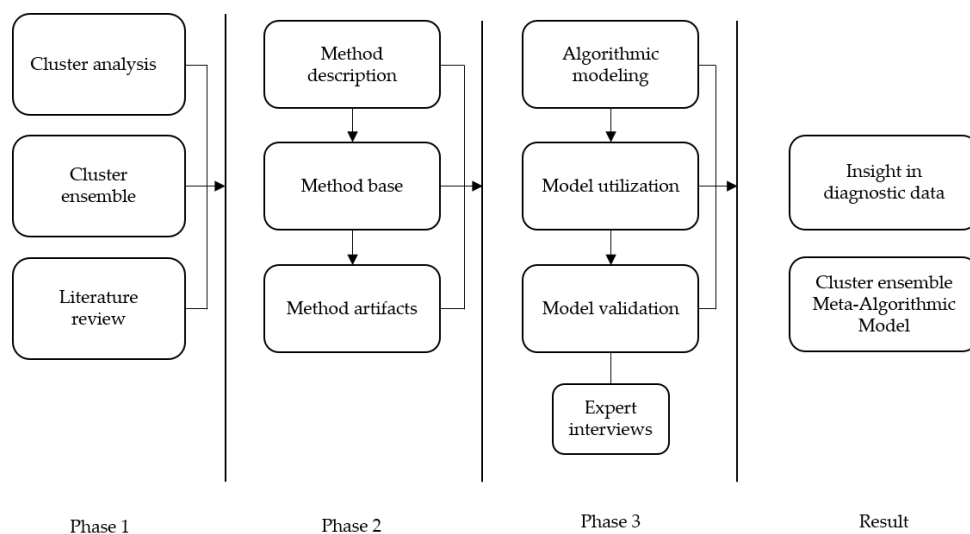 Cluster analysis
Cluster
ensemble
Literature
review
Phase 1
Method
description
Method base
Method artifacts
Phase 2
Algorithmic
modeling
Model utilization
Model validation
Expert
interviews
Phase 3
Insight in
diagnostic data
Cluster ensemble
Meta-Algorithmic
Model
Result